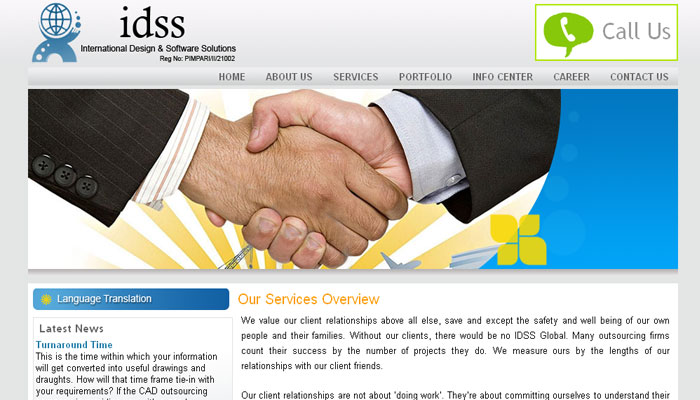 idss
International Design & Software Solutions
Reg No: PIMPARI/II/21002
Call Us
HOME ABOUT US SERVICES PORTFOLIO INFO CENTER CAREER CONTACT US
Language Translation
Latest News
Turnaround Time
This is the time within which your information
will get converted into useful drawings and
draughts. How will that time frame tie-in with
your requirements? If the CAD outsourcing
Our Services Overview
We value our client relationships above all else, save and except the safety and well being of our own
people and their families. Without our clients, there would be no IDSS Global. Many outsourcing firms
count their success by the number of projects they do. We measure ours by the lengths of our
relationships with our client friends.
Our client relationships are not about 'doing work'. They're about committing ourselves to understand their